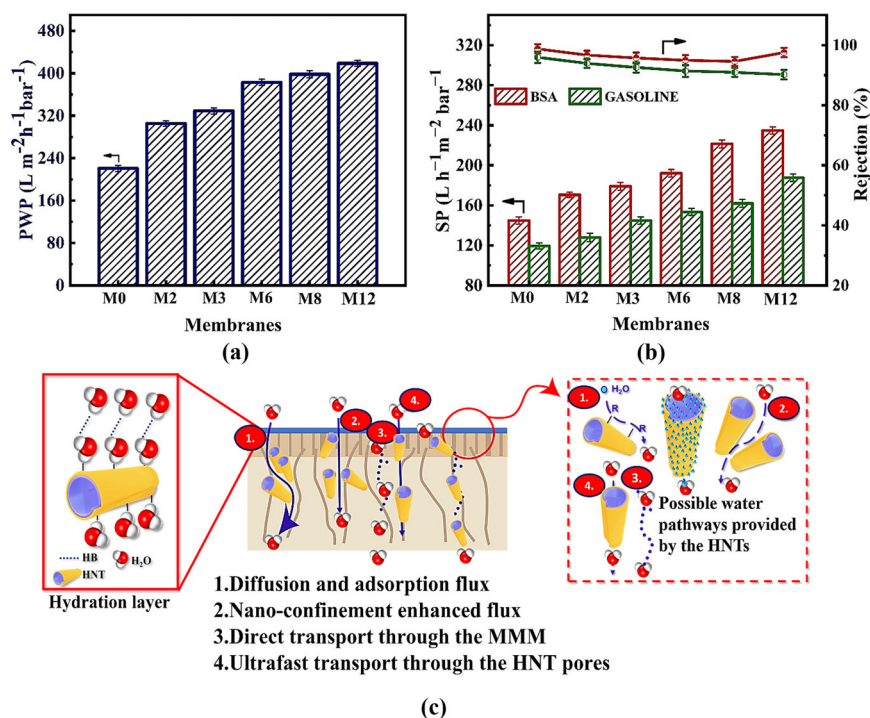 (a)
PWP (L m⁻²h⁻¹bar⁻¹)
480
400
320
240
160
80
0
M0 M2 M3 M6 M8 M12
Membranes
(a)
(b)
SP (L h⁻¹m⁻² bar⁻¹)
320
280
240
200
160
120
80
BSA GASOLINE
Rejection (%)
100
80
60
40
20
M0 M2 M3 M6 M8 M12
Membranes
(b)
HB
HNT
H₂O
Hydration layer
1.
2.
3.
4.
1.Diffusion and adsorption flux
2.Nano-confinement enhanced flux
3.Direct transport through the MMM
4.Ultrafast transport through the HNT pores
1.
H₂O
R
R
2.
4.
3.
Possible water
pathways provided
by the HNTs
(c)